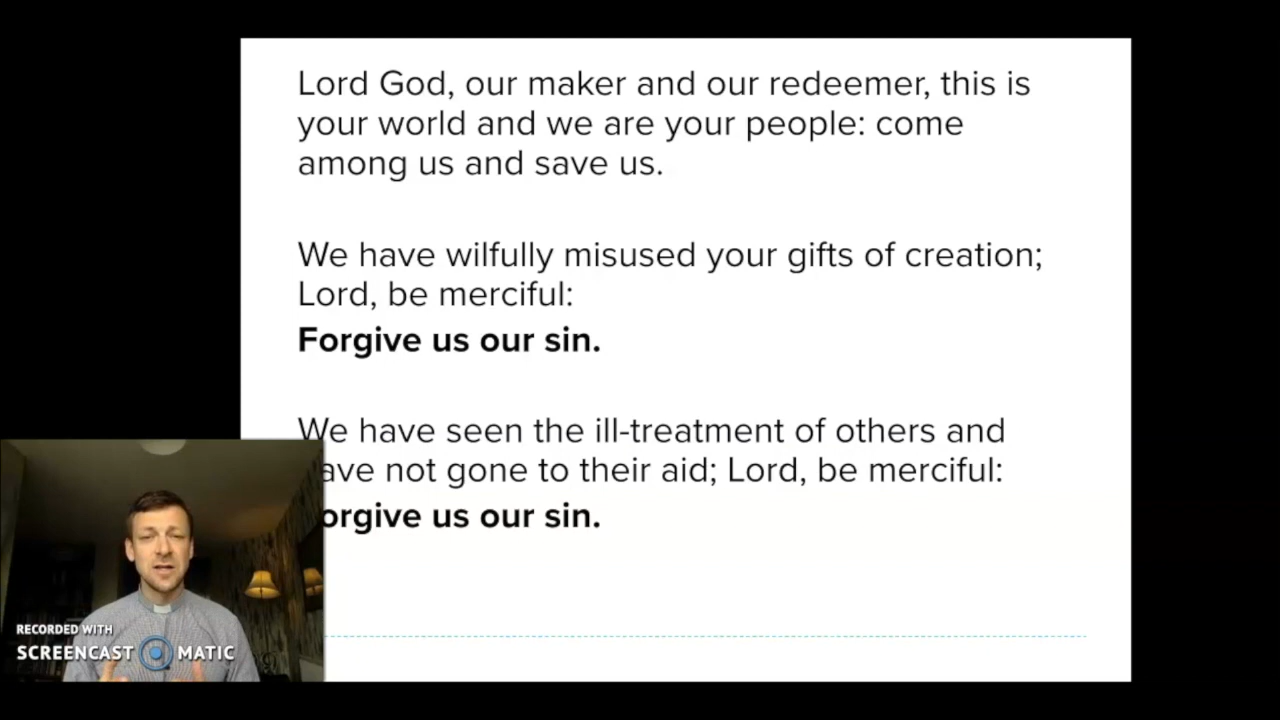 Lord God, our maker and our redeemer, this is
your world and we are your people: come
among us and save us.
We have wilfully misused your gifts of creation;
Lord, be merciful:
Forgive us our sin.
We have seen the ill-treatment of others and
ave not gone to their aid; Lord, be merciful:
orgive us our sin.
RECORDED WITH
SCREENCAST MATIC